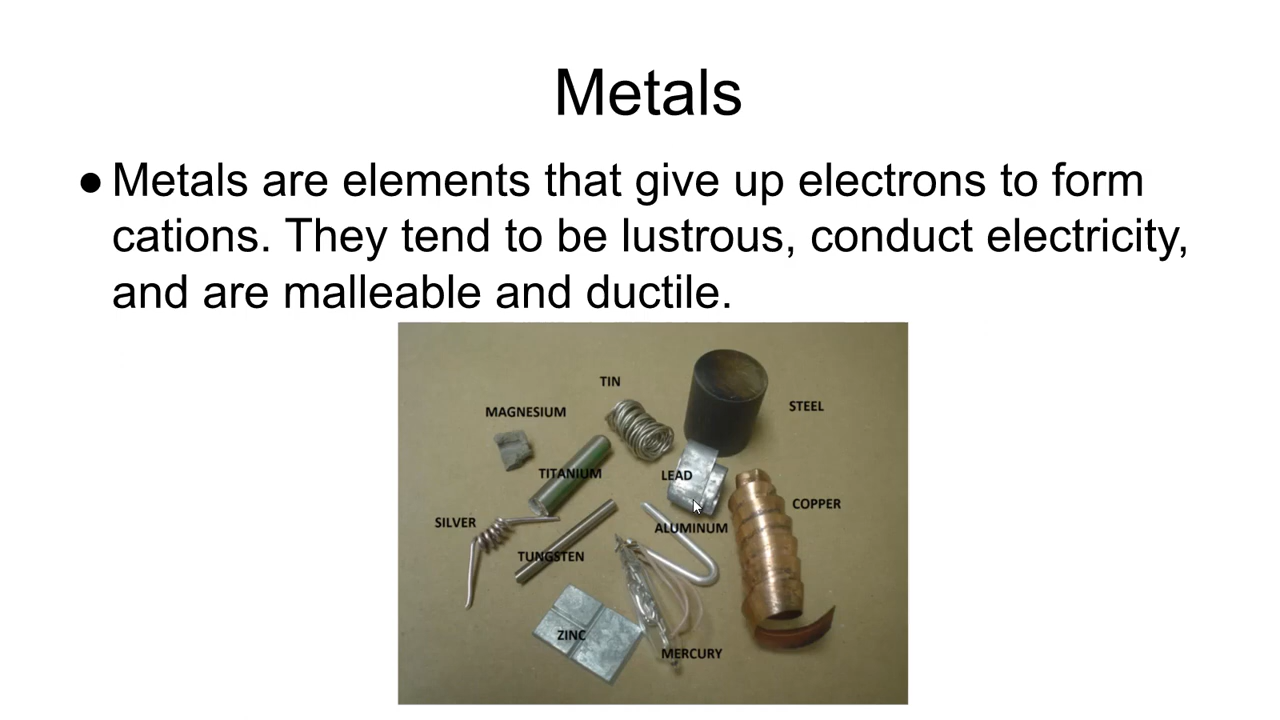 Metals
● Metals are elements that give up electrons to form
cations. They tend to be lustrous, conduct electricity,
and are malleable and ductile.
TIN
STEEL
MAGNESIUM
TITANIUM
LEAD
COPPER
SILVER
ALUMINUM
TUNGSTEN
ZINC
MERCURY